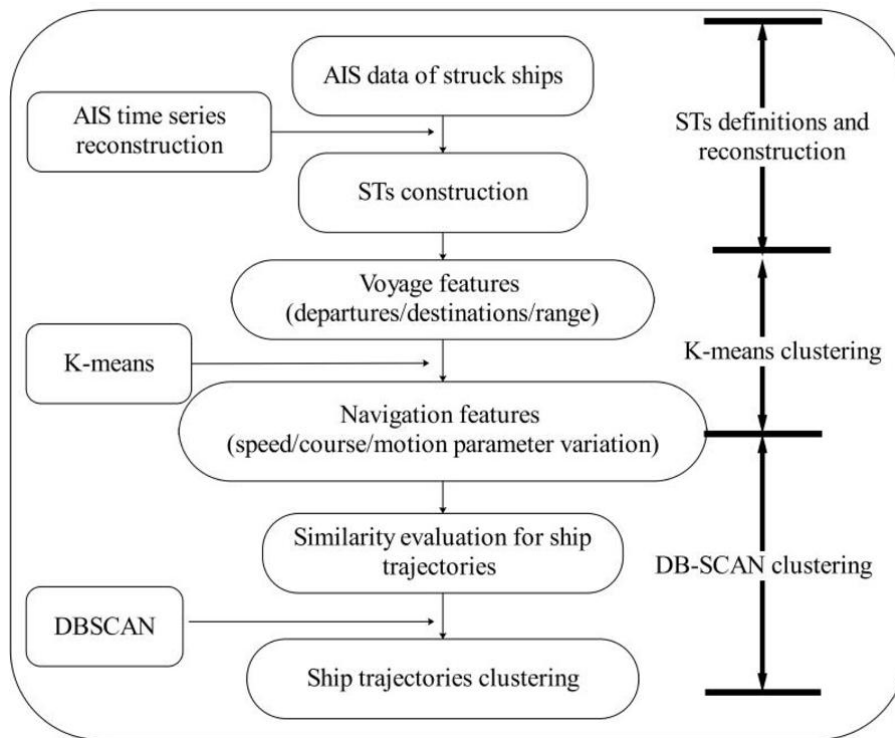 AIS data of struck ships
AIS time series
reconstruction
STs definitions and
reconstruction
STs construction
Voyage features
(departures/destinations/range)
K-means
K-means clustering
Navigation features
(speed/course/motion parameter variation)
Similarity evaluation for ship
trajectories
DB-SCAN clustering
DBSCAN
Ship trajectories clustering